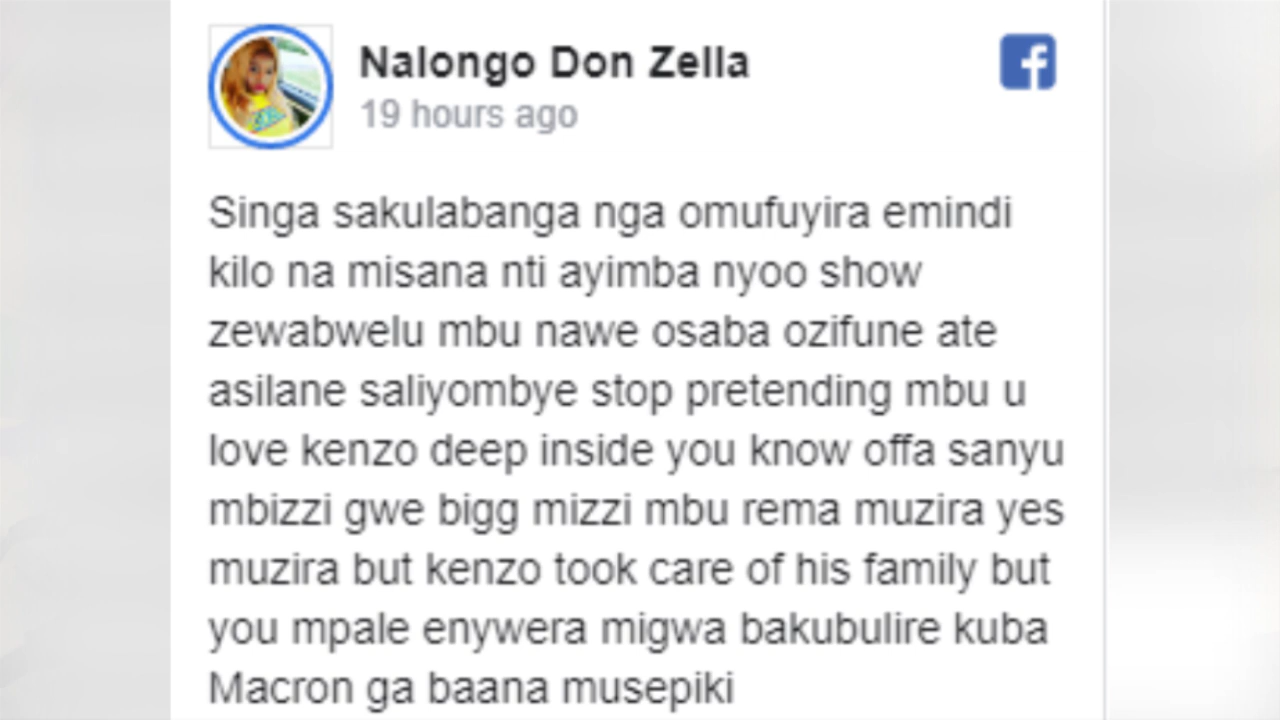 Nalongo Don Zella
19 hours ago
Singa sakulabanga nga omufuyira emindi
kilo na misana nti ayimba nyoo show
zewabwelu mbu nawe osaba ozifune ate
asilane saliyombye stop pretending mbu u
love kenzo deep inside you know offa sanyu
mbizzi gwe bigg mizzi mbu rema muzira yes
muzira but kenzo took care of his family but
you mpale enywera migwa bakubulire kuba
Macron ga baana musepiki